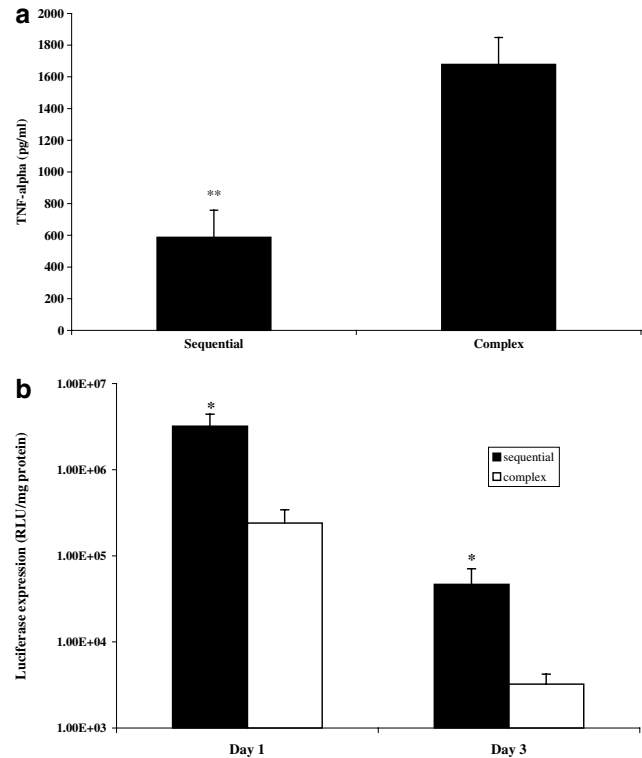 a
2000
1800
1600
1400
1200
1000
800
600
400
200
0
TNF-alpha (pg/ml)
**
Sequential
Complex
b
1.00E+07
1.00E+06
1.00E+05
1.00E+04
1.00E+03
Luciferase expression (RLU/mg protein)
*
*
sequential
complex
Day 1
Day 3